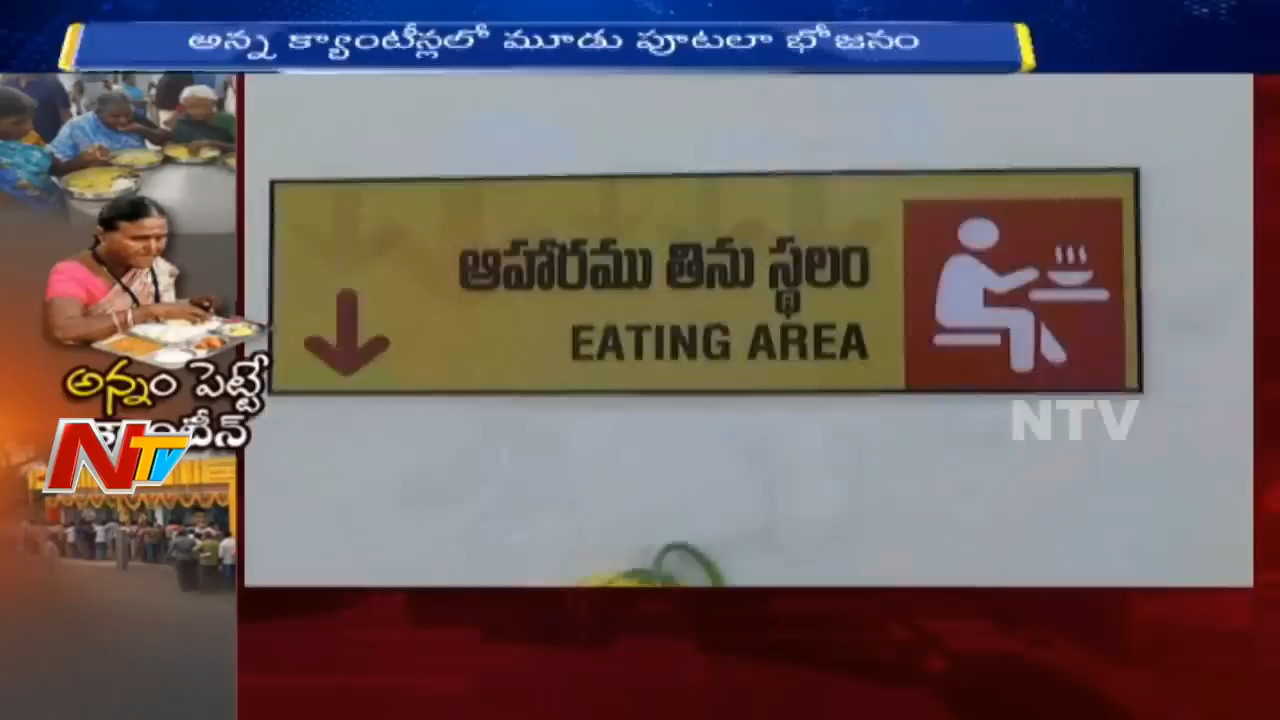 అన్న క్యాంటీన్లలో మూడు పూటలా భోజనం
ఆహారము తిను స్థలం
EATING AREA
NTV
అన్నం పెట్టే
NTV